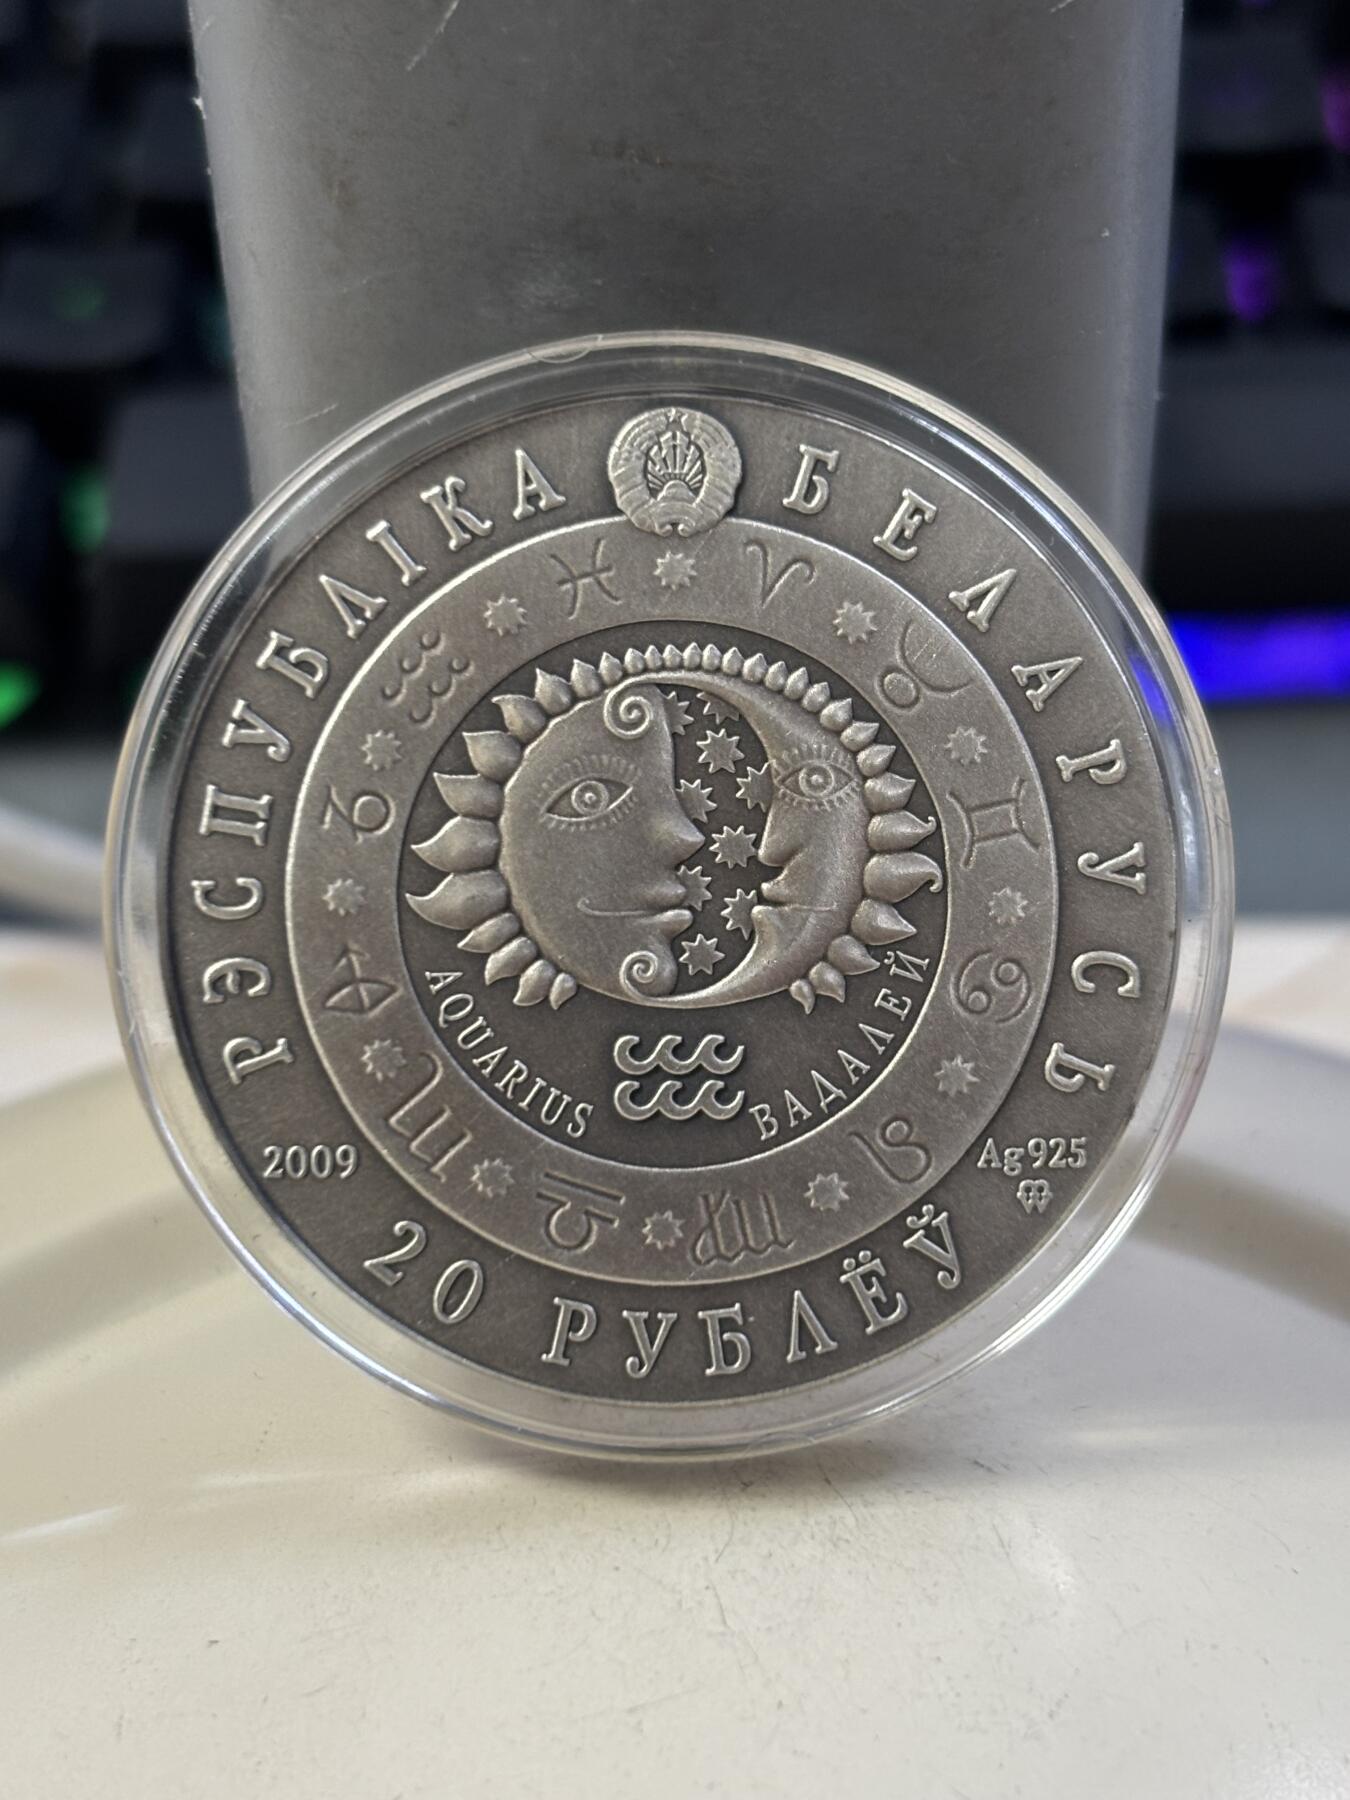 РЭСПУБЛІКА БЕЛАРУСЬ
AQUARIUS ВАДАЛЕЙ
2009 Ag925
20 РУБЛЁЎ